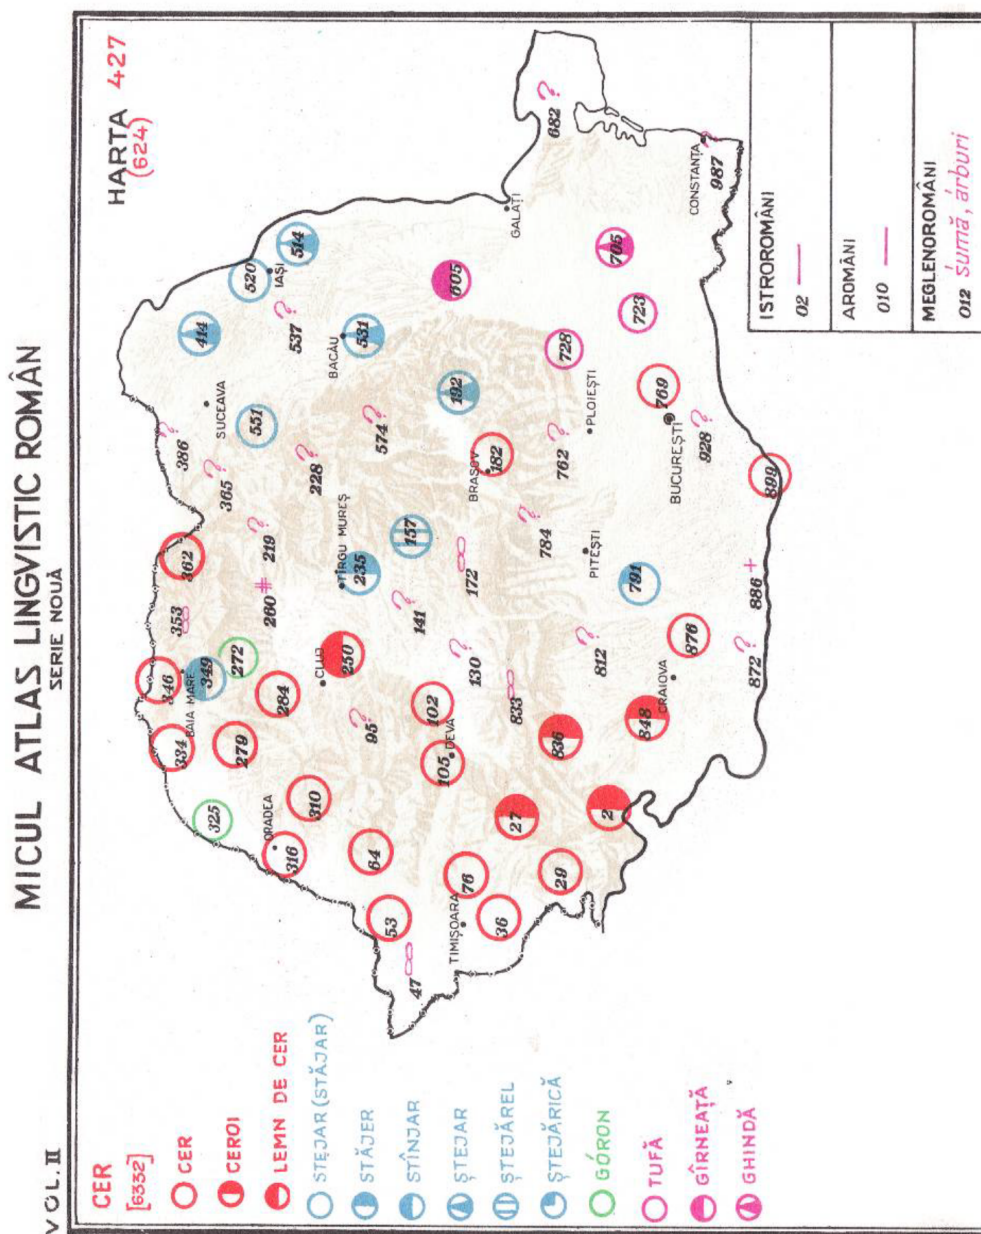 MICUL ATLAS LINGVISTIC ROMÂN
SERIE NOUĂ
VOL. II
HARTA 427
(624)
CER
[6332]
CER
CEROI
LEMN DE CER
STEJAR (STĂJAR)
STĂJER
STÎNJAR
ȘTEJAR
ȘTEJĂREL
ȘTEJĂRICĂ
GÓRON
TUFĂ
GÎRNEAȚĂ
GHINDĂ
346
353
362
386
334
BAIA MARE
349
414
SUCEAVA
325
365
279
272
219
551
520
ORADEA
284
260
IAȘI
316
310
537
514
CLUJ
228
TÎRGU MUREȘ
BACĂU
250
235
531
64
95
574
53
47
141
157
102
105
DEVA
TIMIȘOARA
76
130
172
BRAȘOV
192
605
182
36
27
833
GALAȚI
784
29
836
762
728
682
PLOIEȘTI
PITEȘTI
812
2
705
848
791
723
CRAIOVA
876
769
BUCUREȘTI
CONSTANȚA
928
987
872
886
899
ISTROROMÂNI
02 —
AROMÂNI
010 —
MEGLENOROMÂNI
012 śumă, árburi